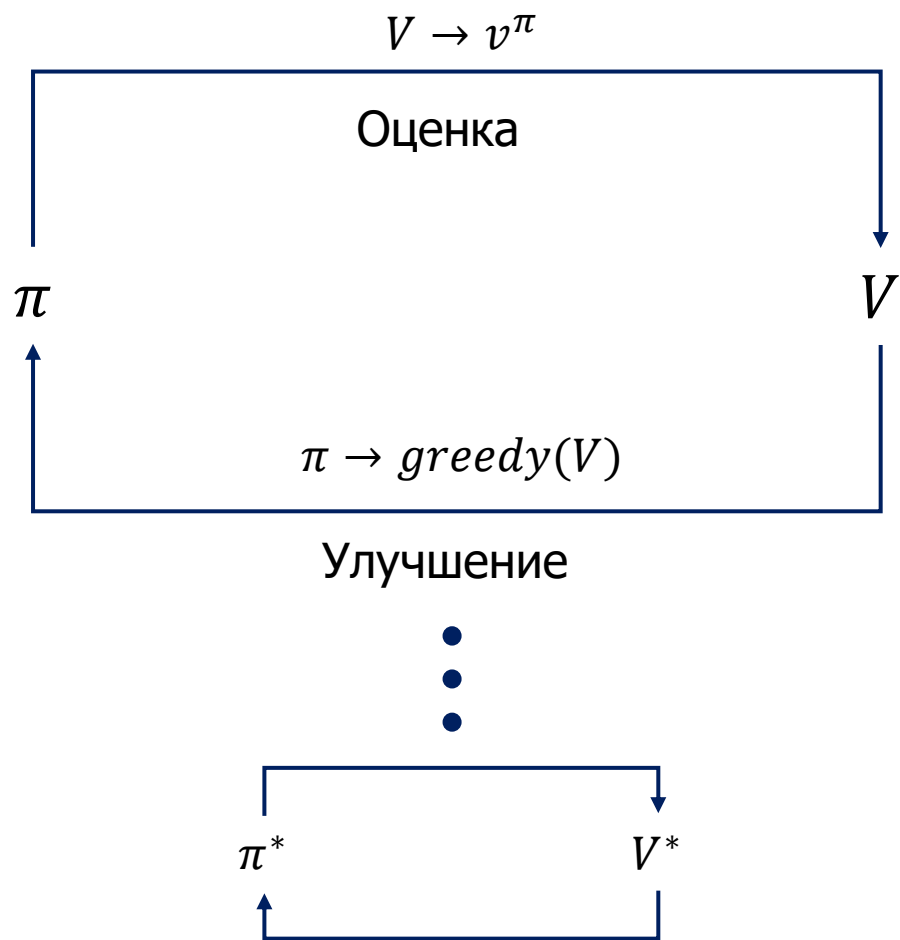 V → v^π
Оценка
π
V
π → greedy(V)
Улучшение
π*
V*